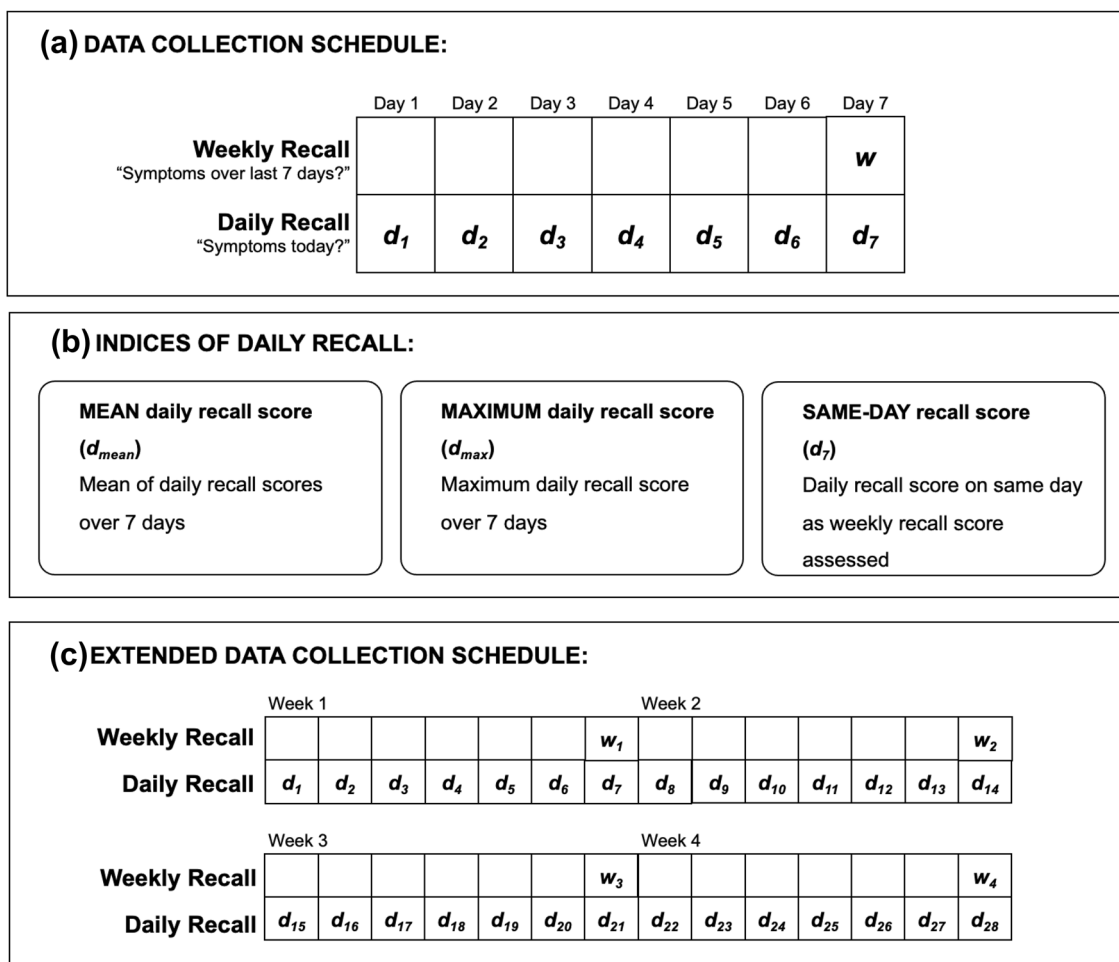 (a) DATA COLLECTION SCHEDULE:
Day 1 Day 2 Day 3 Day 4 Day 5 Day 6 Day 7
Weekly Recall
“Symptoms over last 7 days?”
w
Daily Recall
“Symptoms today?”
d1 d2 d3 d4 d5 d6 d7
(b) INDICES OF DAILY RECALL:
MEAN daily recall score
(dmean)
Mean of daily recall scores
over 7 days
MAXIMUM daily recall score
(dmax)
Maximum daily recall score
over 7 days
SAME-DAY recall score
(d7)
Daily recall score on same day
as weekly recall score
assessed
(c) EXTENDED DATA COLLECTION SCHEDULE:
Week 1 Week 2
Weekly Recall w1 w2
Daily Recall d1 d2 d3 d4 d5 d6 d7 d8 d9 d10 d11 d12 d13 d14
Week 3 Week 4
Weekly Recall w3 w4
Daily Recall d15 d16 d17 d18 d19 d20 d21 d22 d23 d24 d25 d26 d27 d28